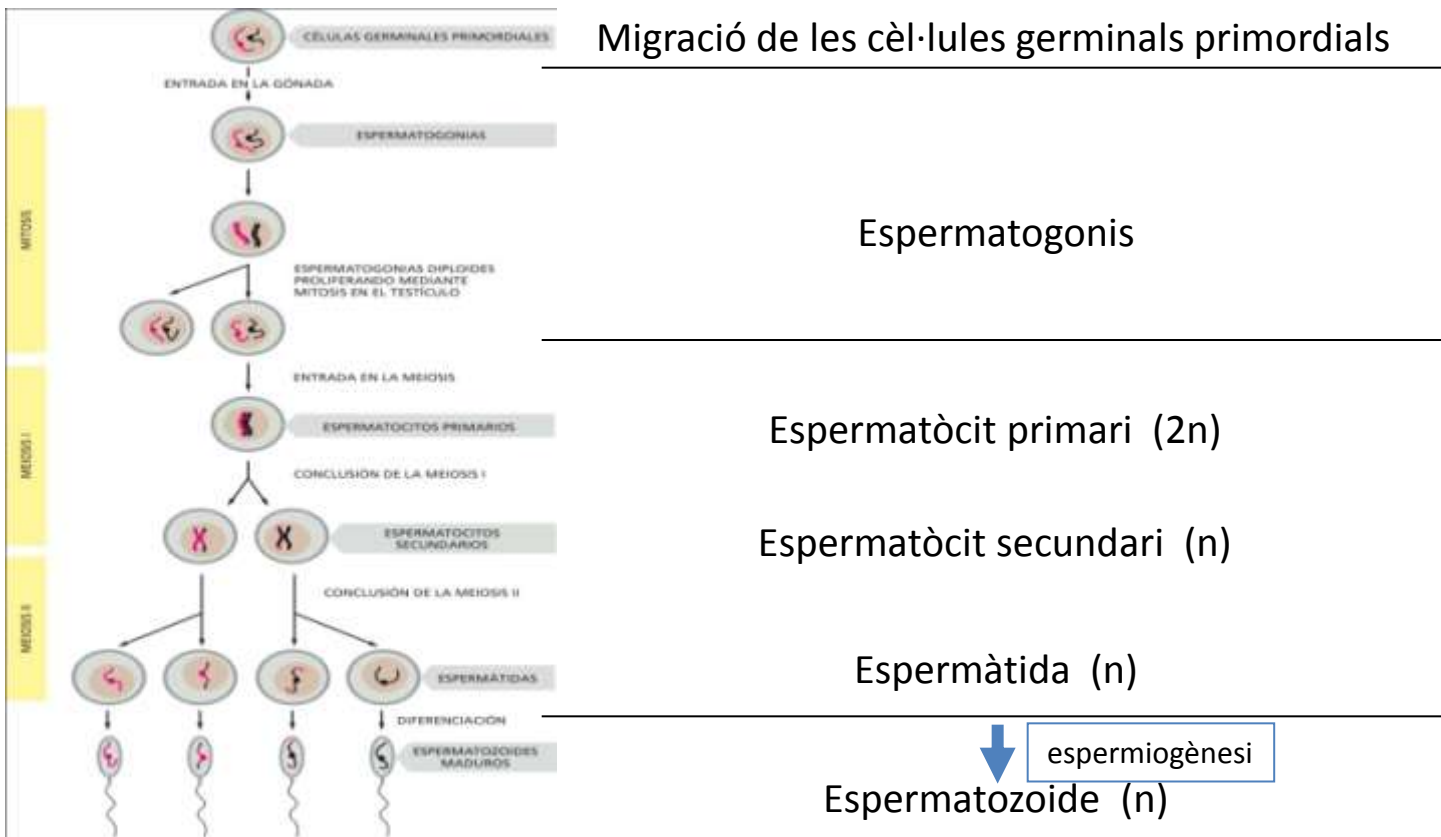 CÉLULAS GERMINALES PRIMORDIALES
Migració de les cèl·lules germinals primordials
ENTRADA EN LA GÓNADA
ESPERMATOGONIAS
MITOSIS
Espermatogonis
ESPERMATOGONIAS DIPLOIDES
PROLIFERANDO MEDIANTE
MITOSIS EN EL TESTÍCULO
ENTRADA EN LA MEIOSIS
MEIOSIS I
ESPERMATOCITOS PRIMARIOS
Espermatòcit primari (2n)
CONCLUSIÓN DE LA MEIOSIS I
ESPERMATOCITOS
SECUNDARIOS
Espermatòcit secundari (n)
CONCLUSIÓN DE LA MEIOSIS II
MEIOSIS II
ESPERMÁTIDAS
Espermàtida (n)
DIFERENCIACIÓN
espermiogènesi
ESPERMATOZOIDES
MADUROS
Espermatozoide (n)